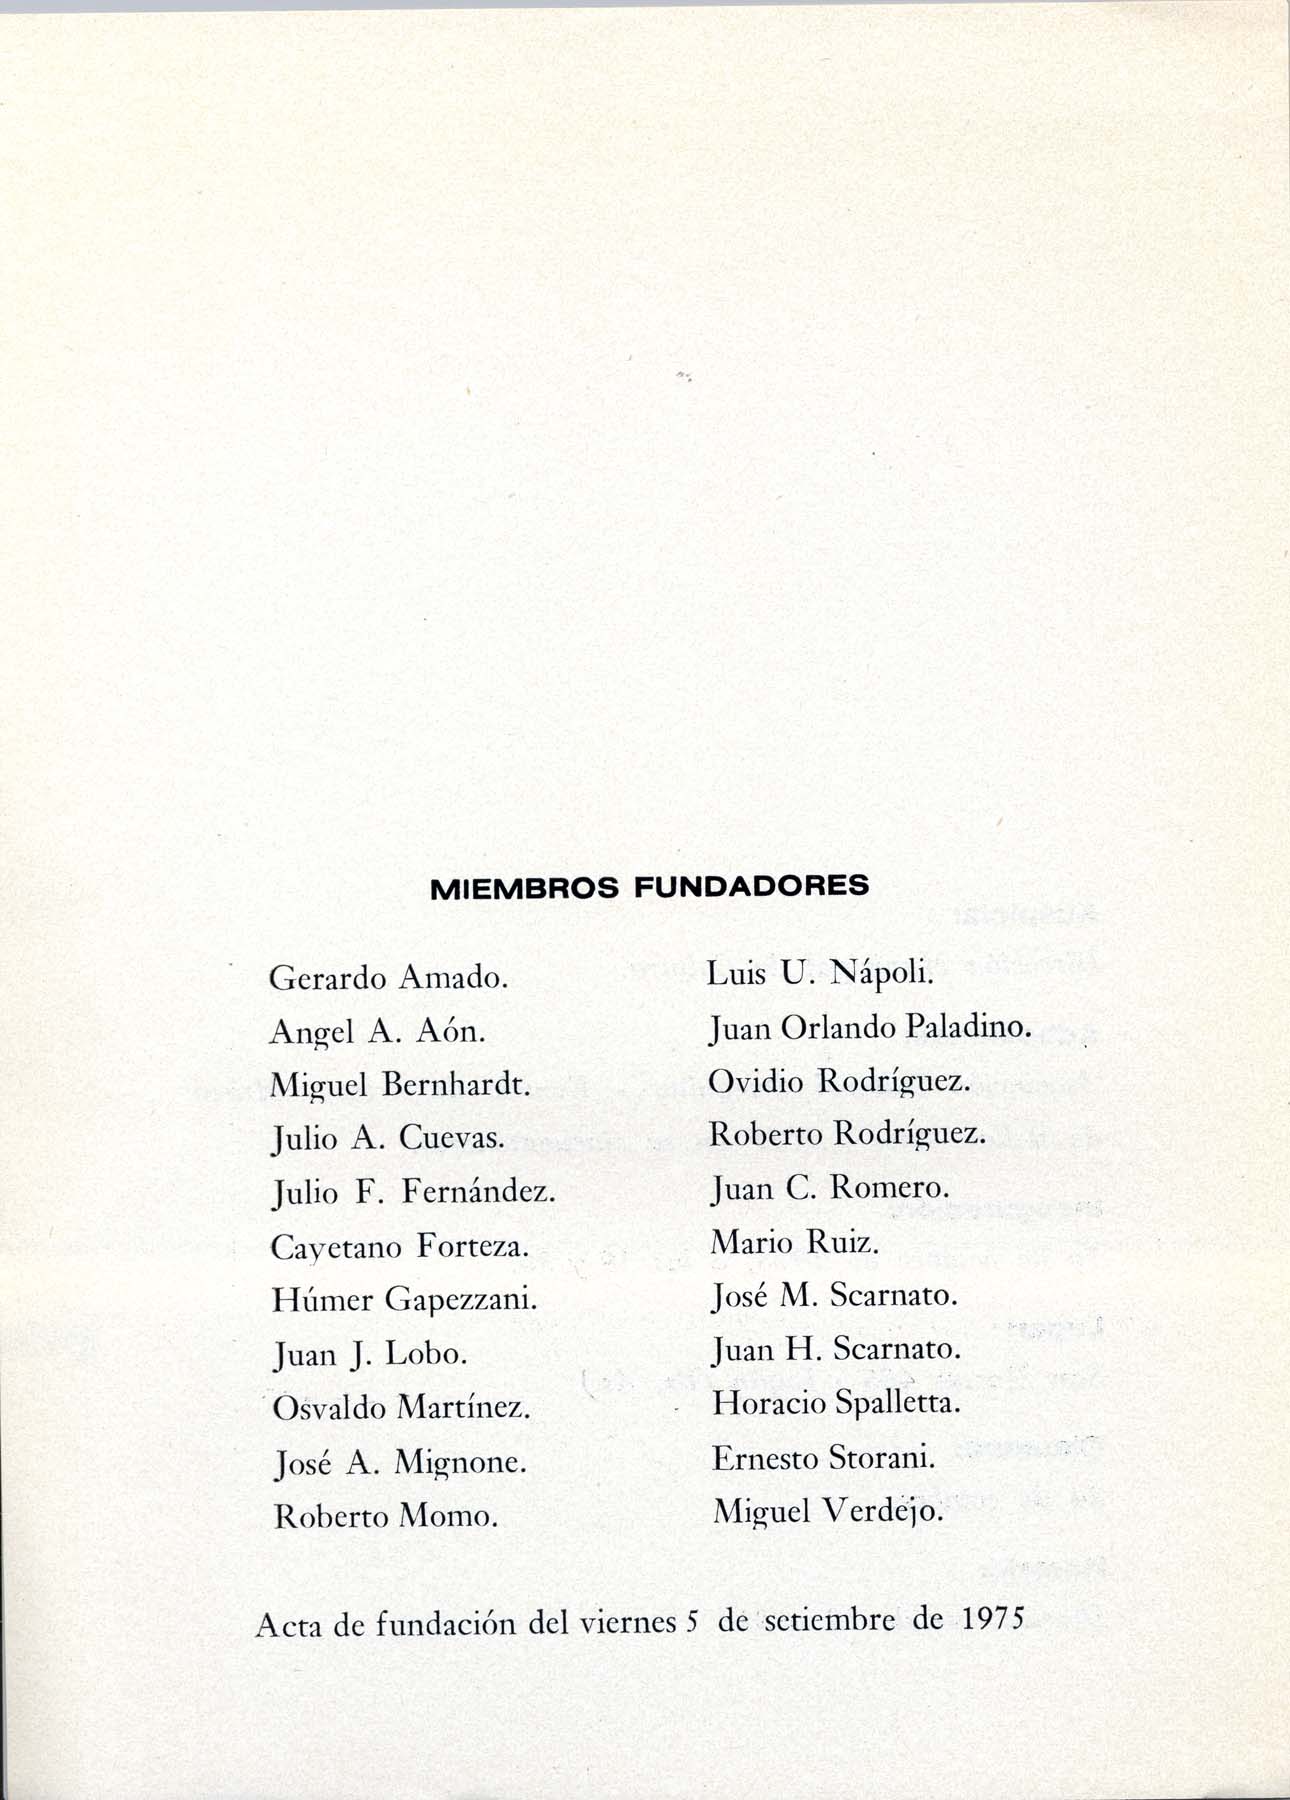 MIEMBROS FUNDADORES
Gerardo Amado.
Angel A. Aón.
Miguel Bernhardt.
Julio A. Cuevas.
Julio F. Fernández.
Cayetano Forteza.
Húmer Gapezzani.
Juan J. Lobo.
Osvaldo Martínez.
José A. Mignone.
Roberto Momo.
Luis U. Nápoli.
Juan Orlando Paladino.
Ovidio Rodríguez.
Roberto Rodríguez.
Juan C. Romero.
Mario Ruiz.
José M. Scarnato.
Juan H. Scarnato.
Horacio Spalletta.
Ernesto Storani.
Miguel Verdejo.
Acta de fundación del viernes 5 de setiembre de 1975